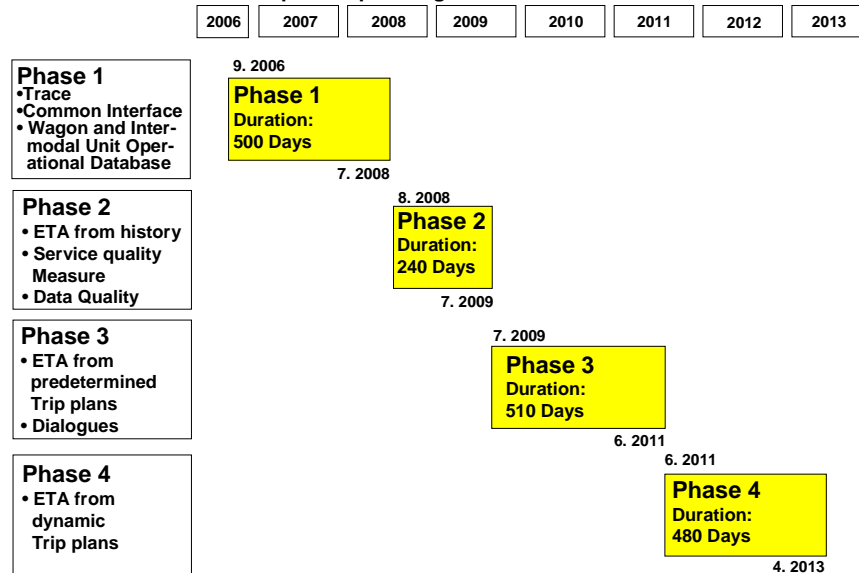 2006 2007 2008 2009 2010 2011 2012 2013
Phase 1
•Trace
•Common Interface
• Wagon and Inter-
modal Unit Oper-
ational Database
9. 2006
Phase 1
Duration:
500 Days
7. 2008
Phase 2
• ETA from history
• Service quality
Measure
• Data Quality
8. 2008
Phase 2
Duration:
240 Days
7. 2009
Phase 3
• ETA from
predetermined
Trip plans
• Dialogues
7. 2009
Phase 3
Duration:
510 Days
6. 2011
Phase 4
• ETA from
dynamic
Trip plans
6. 2011
Phase 4
Duration:
480 Days
4. 2013